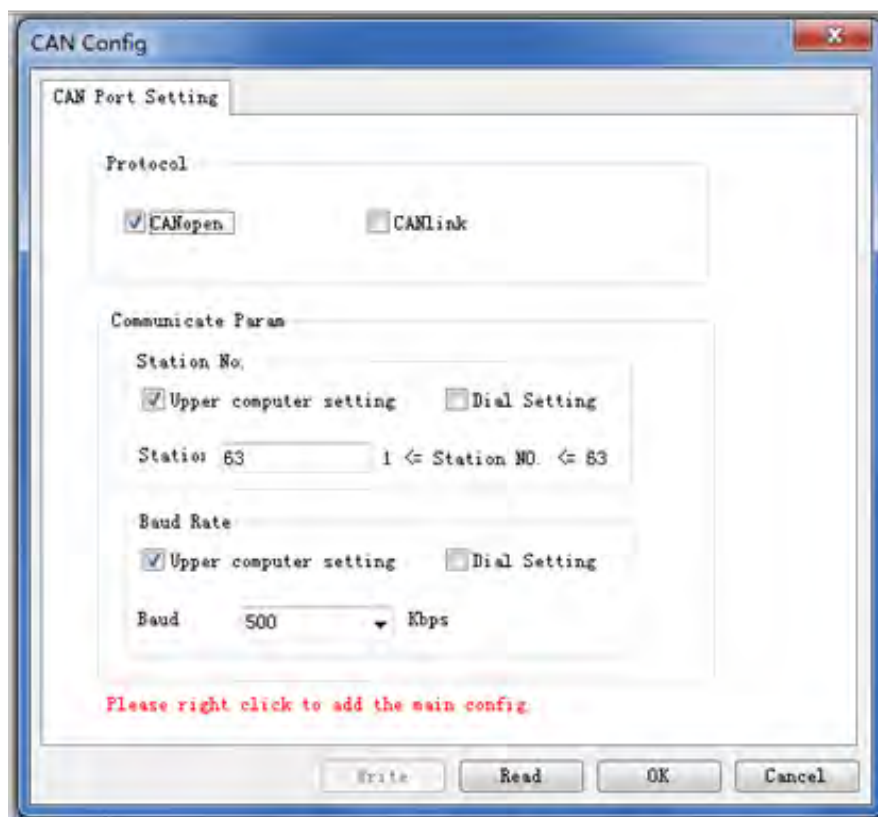 CAN Config
CAN Port Setting
Protocol
CANopen CANlink
Communicate Param
Station No.
Upper computer setting Dial Setting
Statio: 63 1 <= Station NO. <= 63
Baud Rate
Upper computer setting Dial Setting
Baud 500 Kbps
Please right click to add the main config.
Write Read OK Cancel